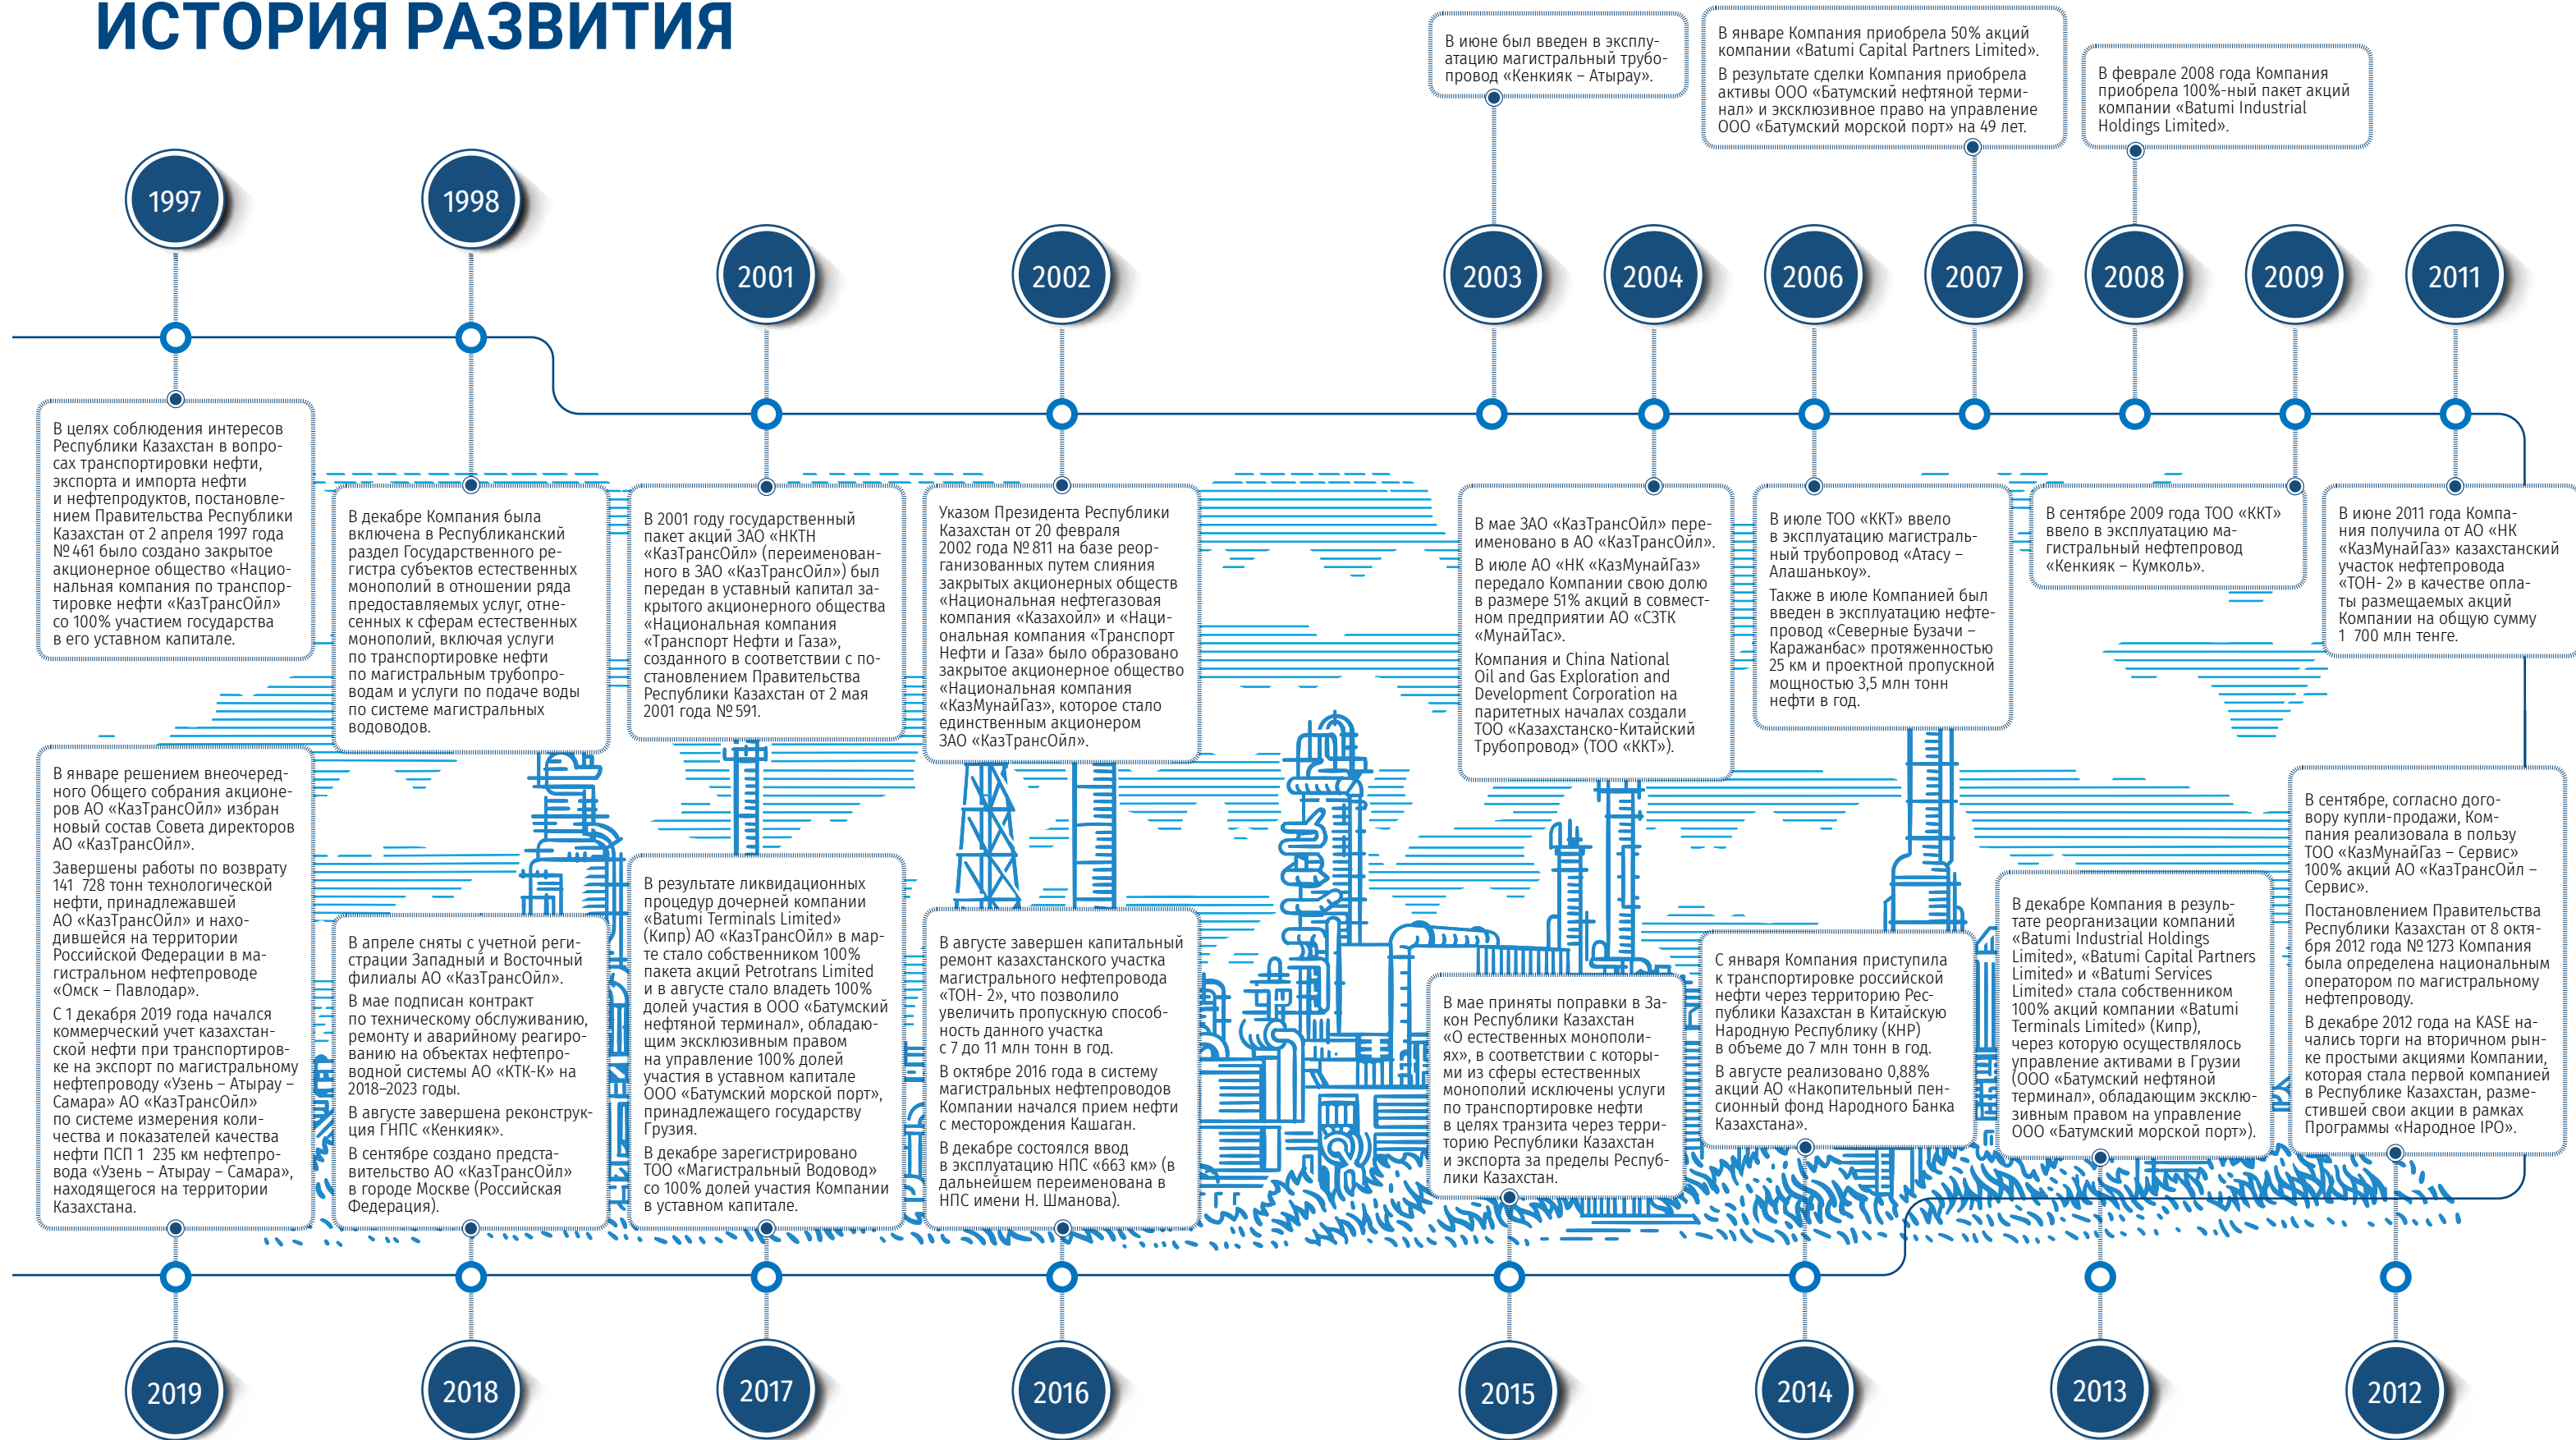 ИСТОРИЯ РАЗВИТИЯ
1997
В целях соблюдения интересов
Республики Казахстан в вопро-
сах транспортировки нефти,
экспорта и импорта нефти
и нефтепродуктов, постановле-
нием Правительства Республики
Казахстан от 2 апреля 1997 года
№ 461 было создано закрытое
акционерное общество «Нацио-
нальная компания по транспор-
тировке нефти «КазТрансОйл»
со 100% участием государства
в его уставном капитале.
1998
В декабре Компания была
включена в Республиканский
раздел Государственного ре-
гистра субъектов естественных
монополий в отношении ряда
предоставляемых услуг, отне-
сенных к сферам естественных
монополий, включая услуги
по транспортировке нефти
по магистральным трубопро-
водам и услуги по подаче воды
по системе магистральных
водоводов.
2001
В 2001 году государственный
пакет акций ЗАО «НКТН
«КазТрансОйл» (переименован-
ного в ЗАО «КазТрансОйл») был
передан в уставный капитал за-
крытого акционерного общества
«Национальная компания
«Транспорт Нефти и Газа»,
созданного в соответствии с по-
становлением Правительства
Республики Казахстан от 2 мая
2001 года № 591.
2002
Указом Президента Республики
Казахстан от 20 февраля
2002 года № 811 на базе реор-
ганизованных путем слияния
закрытых акционерных обществ
«Национальная нефтегазовая
компания «Казахойл» и «Наци-
ональная компания «Транспорт
Нефти и Газа» было образовано
закрытое акционерное общество
«Национальная компания
«КазМунайГаз», которое стало
единственным акционером
ЗАО «КазТрансОйл».
В июне был введен в эксплу-
атацию магистральный трубо-
провод «Кенкияк – Атырау».
2003
2004
В мае ЗАО «КазТрансОйл» пере-
именовано в АО «КазТрансОйл».
В июле АО «НК «КазМунайГаз»
передало Компании свою долю
в размере 51% акций в совмест-
ном предприятии АО «СЗТК
«МунайТас».
Компания и China National
Oil and Gas Exploration and
Development Corporation на
паритетных началах создали
ТОО «Казахстанско-Китайский
Трубопровод» (ТОО «ККТ»).
2006
В июле ТОО «ККТ» ввело
в эксплуатацию магистраль-
ный трубопровод «Атасу –
Алашанькоу».
Также в июле Компанией был
введен в эксплуатацию нефте-
провод «Северные Бузачи –
Каражанбас» протяженностью
25 км и проектной пропускной
мощностью 3,5 млн тонн
нефти в год.
В январе Компания приобрела 50% акций
компании «Batumi Capital Partners Limited».
В результате сделки Компания приобрела
активы ООО «Батумский нефтяной терми-
нал» и эксклюзивное право на управление
ООО «Батумский морской порт» на 49 лет.
2007
В феврале 2008 года Компания
приобрела 100%-ный пакет акций
компании «Batumi Industrial
Holdings Limited».
2008
2009
В сентябре 2009 года ТОО «ККТ»
ввело в эксплуатацию ма-
гистральный нефтепровод
«Кенкияк – Кумколь».
2011
В июне 2011 года Компа-
ния получила от АО «НК
«КазМунайГаз» казахстанский
участок нефтепровода
«ТОН- 2» в качестве опла-
ты размещаемых акций
Компании на общую сумму
1 700 млн тенге.
В январе решением внеочеред-
ного Общего собрания акционе-
ров АО «КазТрансОйл» избран
новый состав Совета директоров
АО «КазТрансОйл».
Завершены работы по возврату
141 728 тонн технологической
нефти, принадлежавшей
АО «КазТрансОйл» и нахо-
дившейся на территории
Российской Федерации в ма-
гистральном нефтепроводе
«Омск – Павлодар».
С 1 декабря 2019 года начался
коммерческий учет казахстан-
ской нефти при транспортиров-
ке на экспорт по магистральному
нефтепроводу «Узень – Атырау –
Самара» АО «КазТрансОйл»
по системе измерения коли-
чества и показателей качества
нефти ПСП 1 235 км нефтепро-
вода «Узень – Атырау – Самара»,
находящегося на территории
Казахстана.
2019
В апреле сняты с учетной реги-
страции Западный и Восточный
филиалы АО «КазТрансОйл».
В мае подписан контракт
по техническому обслуживанию,
ремонту и аварийному реагиро-
ванию на объектах нефтепро-
водной системы АО «КТК-К» на
2018–2023 годы.
В августе завершена реконструк-
ция ГНПС «Кенкияк».
В сентябре создано предста-
вительство АО «КазТрансОйл»
в городе Москве (Российская
Федерация).
2018
В результате ликвидационных
процедур дочерней компании
«Batumi Terminals Limited»
(Кипр) АО «КазТрансОйл» в мар-
те стало собственником 100%
пакета акций Petrotrans Limited
и в августе стало владеть 100%
долей участия в ООО «Батумский
нефтяной терминал», обладаю-
щим эксклюзивным правом
на управление 100% долей
участия в уставном капитале
ООО «Батумский морской порт»,
принадлежащего государству
Грузия.
В декабре зарегистрировано
ТОО «Магистральный Водовод»
со 100% долей участия Компании
в уставном капитале.
2017
В августе завершен капитальный
ремонт казахстанского участка
магистрального нефтепровода
«ТОН- 2», что позволило
увеличить пропускную способ-
ность данного участка
с 7 до 11 млн тонн в год.
В октябре 2016 года в систему
магистральных нефтепроводов
Компании начался прием нефти
с месторождения Кашаган.
В декабре состоялся ввод
в эксплуатацию НПС «663 км» (в
дальнейшем переименована в
НПС имени Н. Шманова).
2016
В мае приняты поправки в За-
кон Республики Казахстан
«О естественных монополи-
ях», в соответствии с которы-
ми из сферы естественных
монополий исключены услуги
по транспортировке нефти
в целях транзита через терри-
торию Республики Казахстан
и экспорта за пределы Респуб-
лики Казахстан.
2015
С января Компания приступила
к транспортировке российской
нефти через территорию Рес-
публики Казахстан в Китайскую
Народную Республику (КНР)
в объеме до 7 млн тонн в год.
В августе реализовано 0,88%
акций АО «Накопительный пен-
сионный фонд Народного Банка
Казахстана».
2014
В декабре Компания в резуль-
тате реорганизации компаний
«Batumi Industrial Holdings
Limited», «Batumi Capital Partners
Limited» и «Batumi Services
Limited» стала собственником
100% акций компании «Batumi
Terminals Limited» (Кипр),
через которую осуществлялось
управление активами в Грузии
(ООО «Батумский нефтяной
терминал», обладающим эксклю-
зивным правом на управление
ООО «Батумский морской порт»).
2013
В сентябре, согласно дого-
вору купли-продажи, Ком-
пания реализовала в пользу
ТОО «КазМунайГаз – Сервис»
100% акций АО «КазТрансОйл –
Сервис».
Постановлением Правительства
Республики Казахстан от 8 октя-
бря 2012 года № 1273 Компания
была определена национальным
оператором по магистральному
нефтепроводу.
В декабре 2012 года на KASE на-
чались торги на вторичном рын-
ке простыми акциями Компании,
которая стала первой компанией
в Республике Казахстан, разме-
стившей свои акции в рамках
Программы «Народное IPO».
2012